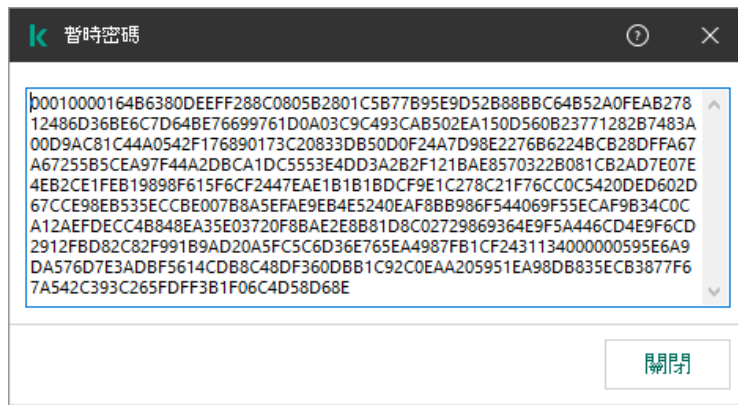 k 暫時密碼
00010000164B6380DEEFF288C0805B2801C5B77B95E9D52B88BBC64B52A0FEAB278
12486D36BE6C7D64BE76699761D0A03C9C493CAB502EA150D560B23771282B7483A
00D9AC81C44A0542F176890173C20833DB50D0F24A7D98E2276B6224BCB28DFFA67
A67255B5CEA97F44A2DBCA1DC5553E4DD3A2B2F121BAE8570322B081CB2AD7E07E
4EB2CE1FEB19898F615F6CF2447EAE1B1B1BDCF9E1C278C21F76CC0C5420DED602D
67CCE98EB535ECCBE007B8A5EFAE9EB4E5240EAF8BB986F544069F55ECAF9B34C0C
A12AEFDECC4B848EA35E03720F8BAE2E8B81D8C02729869364E9F5A446CD4E9F6CD
2912FBD82C82F991B9AD20A5FC5C6D36E765EA4987FB1CF2431134000000595E6A9
DA576D7E3ADBF5614CDB8C48DF360DBB1C92C0EAA205951EA98DB835ECB3877F6
7A542C393C265FDFF3B1F06C4D58D68E
關閉